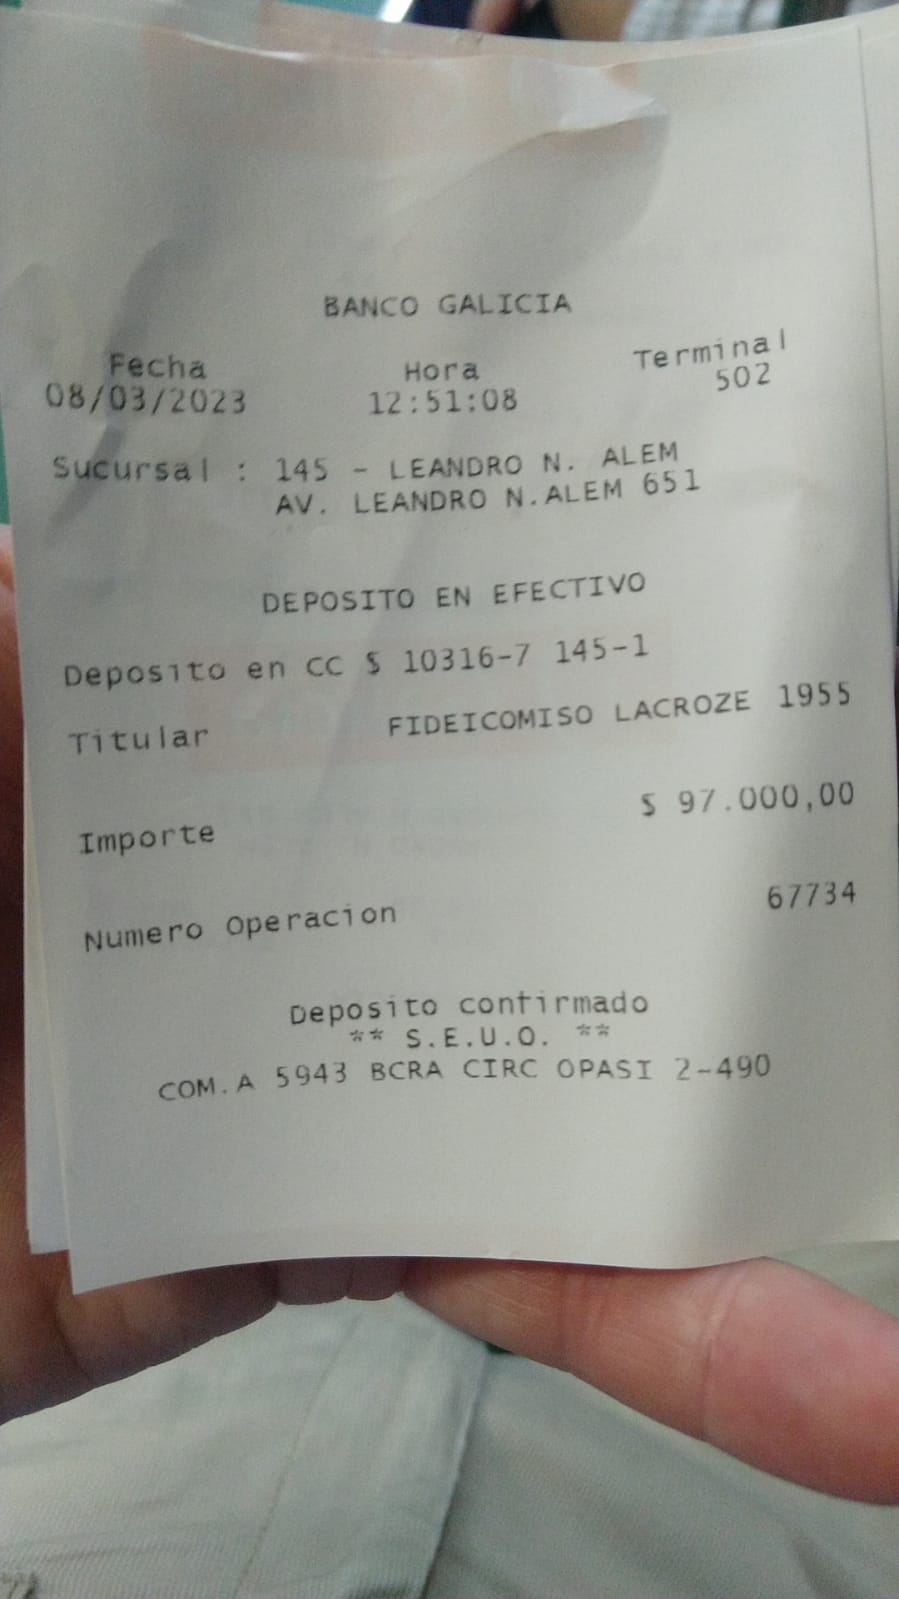 BANCO GALICIA
Fecha Hora Terminal
08/03/2023 12:51:08 502
Sucursal : 145 - LEANDRO N. ALEM
AV. LEANDRO N.ALEM 651
DEPOSITO EN EFECTIVO
Deposito en CC $ 10316-7 145-1
Titular FIDEICOMISO LACROZE 1955
Importe $ 97.000,00
Numero Operacion 67734
Deposito confirmado
** S.E.U.O. **
COM.A 5943 BCRA CIRC OPASI 2-490